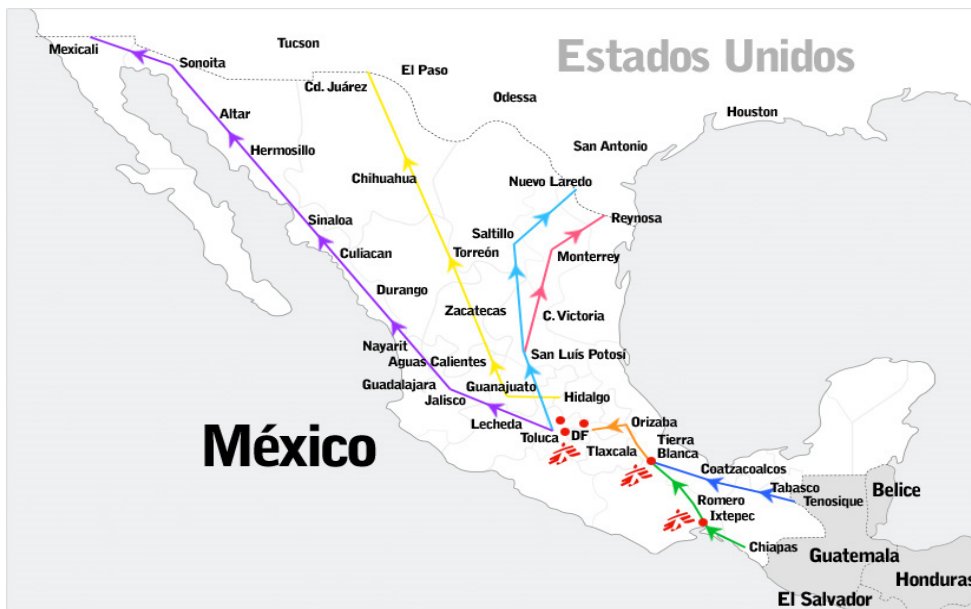 Estados Unidos
Mexicali
Tucson
Sonoita
El Paso
Cd. Juárez
Odessa
Altar
Houston
Hermosillo
San Antonio
Chihuahua
Nuevo Laredo
Sinaloa
Reynosa
Saltillo
Culiacan
Torreón
Monterrey
Durango
Zacatecas
C. Victoria
Nayarit
San Luís Potosí
Aguas Calientes
Guadalajara
Guanajuato
Jalisco
Hidalgo
Lecheda
Orizaba
Toluca
DF
México
Tierra
Blanca
Tlaxcala
Coatzacoalcos
Tabasco
Belice
Romero
Tenosique
Ixtepec
Chiapas
Guatemala
Honduras
El Salvador